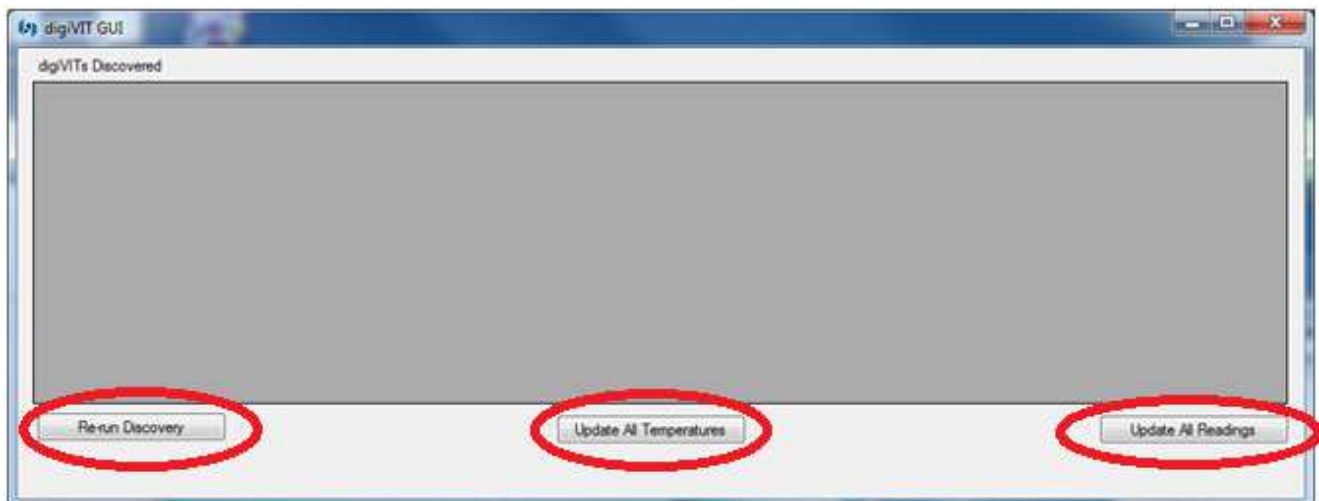 digiVIT GUI
digiVITs Discovered
Re-run Discovery
Update All Temperatures
Update All Readings